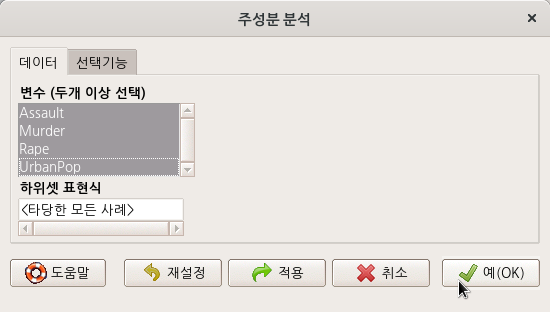 주성분 분석
데이터 선택기능
변수 (두개 이상 선택)
Assault
Murder
Rape
UrbanPop
하위셋 표현식
<타당한 모든 사례>
도움말 재설정 적용 취소 예(OK)